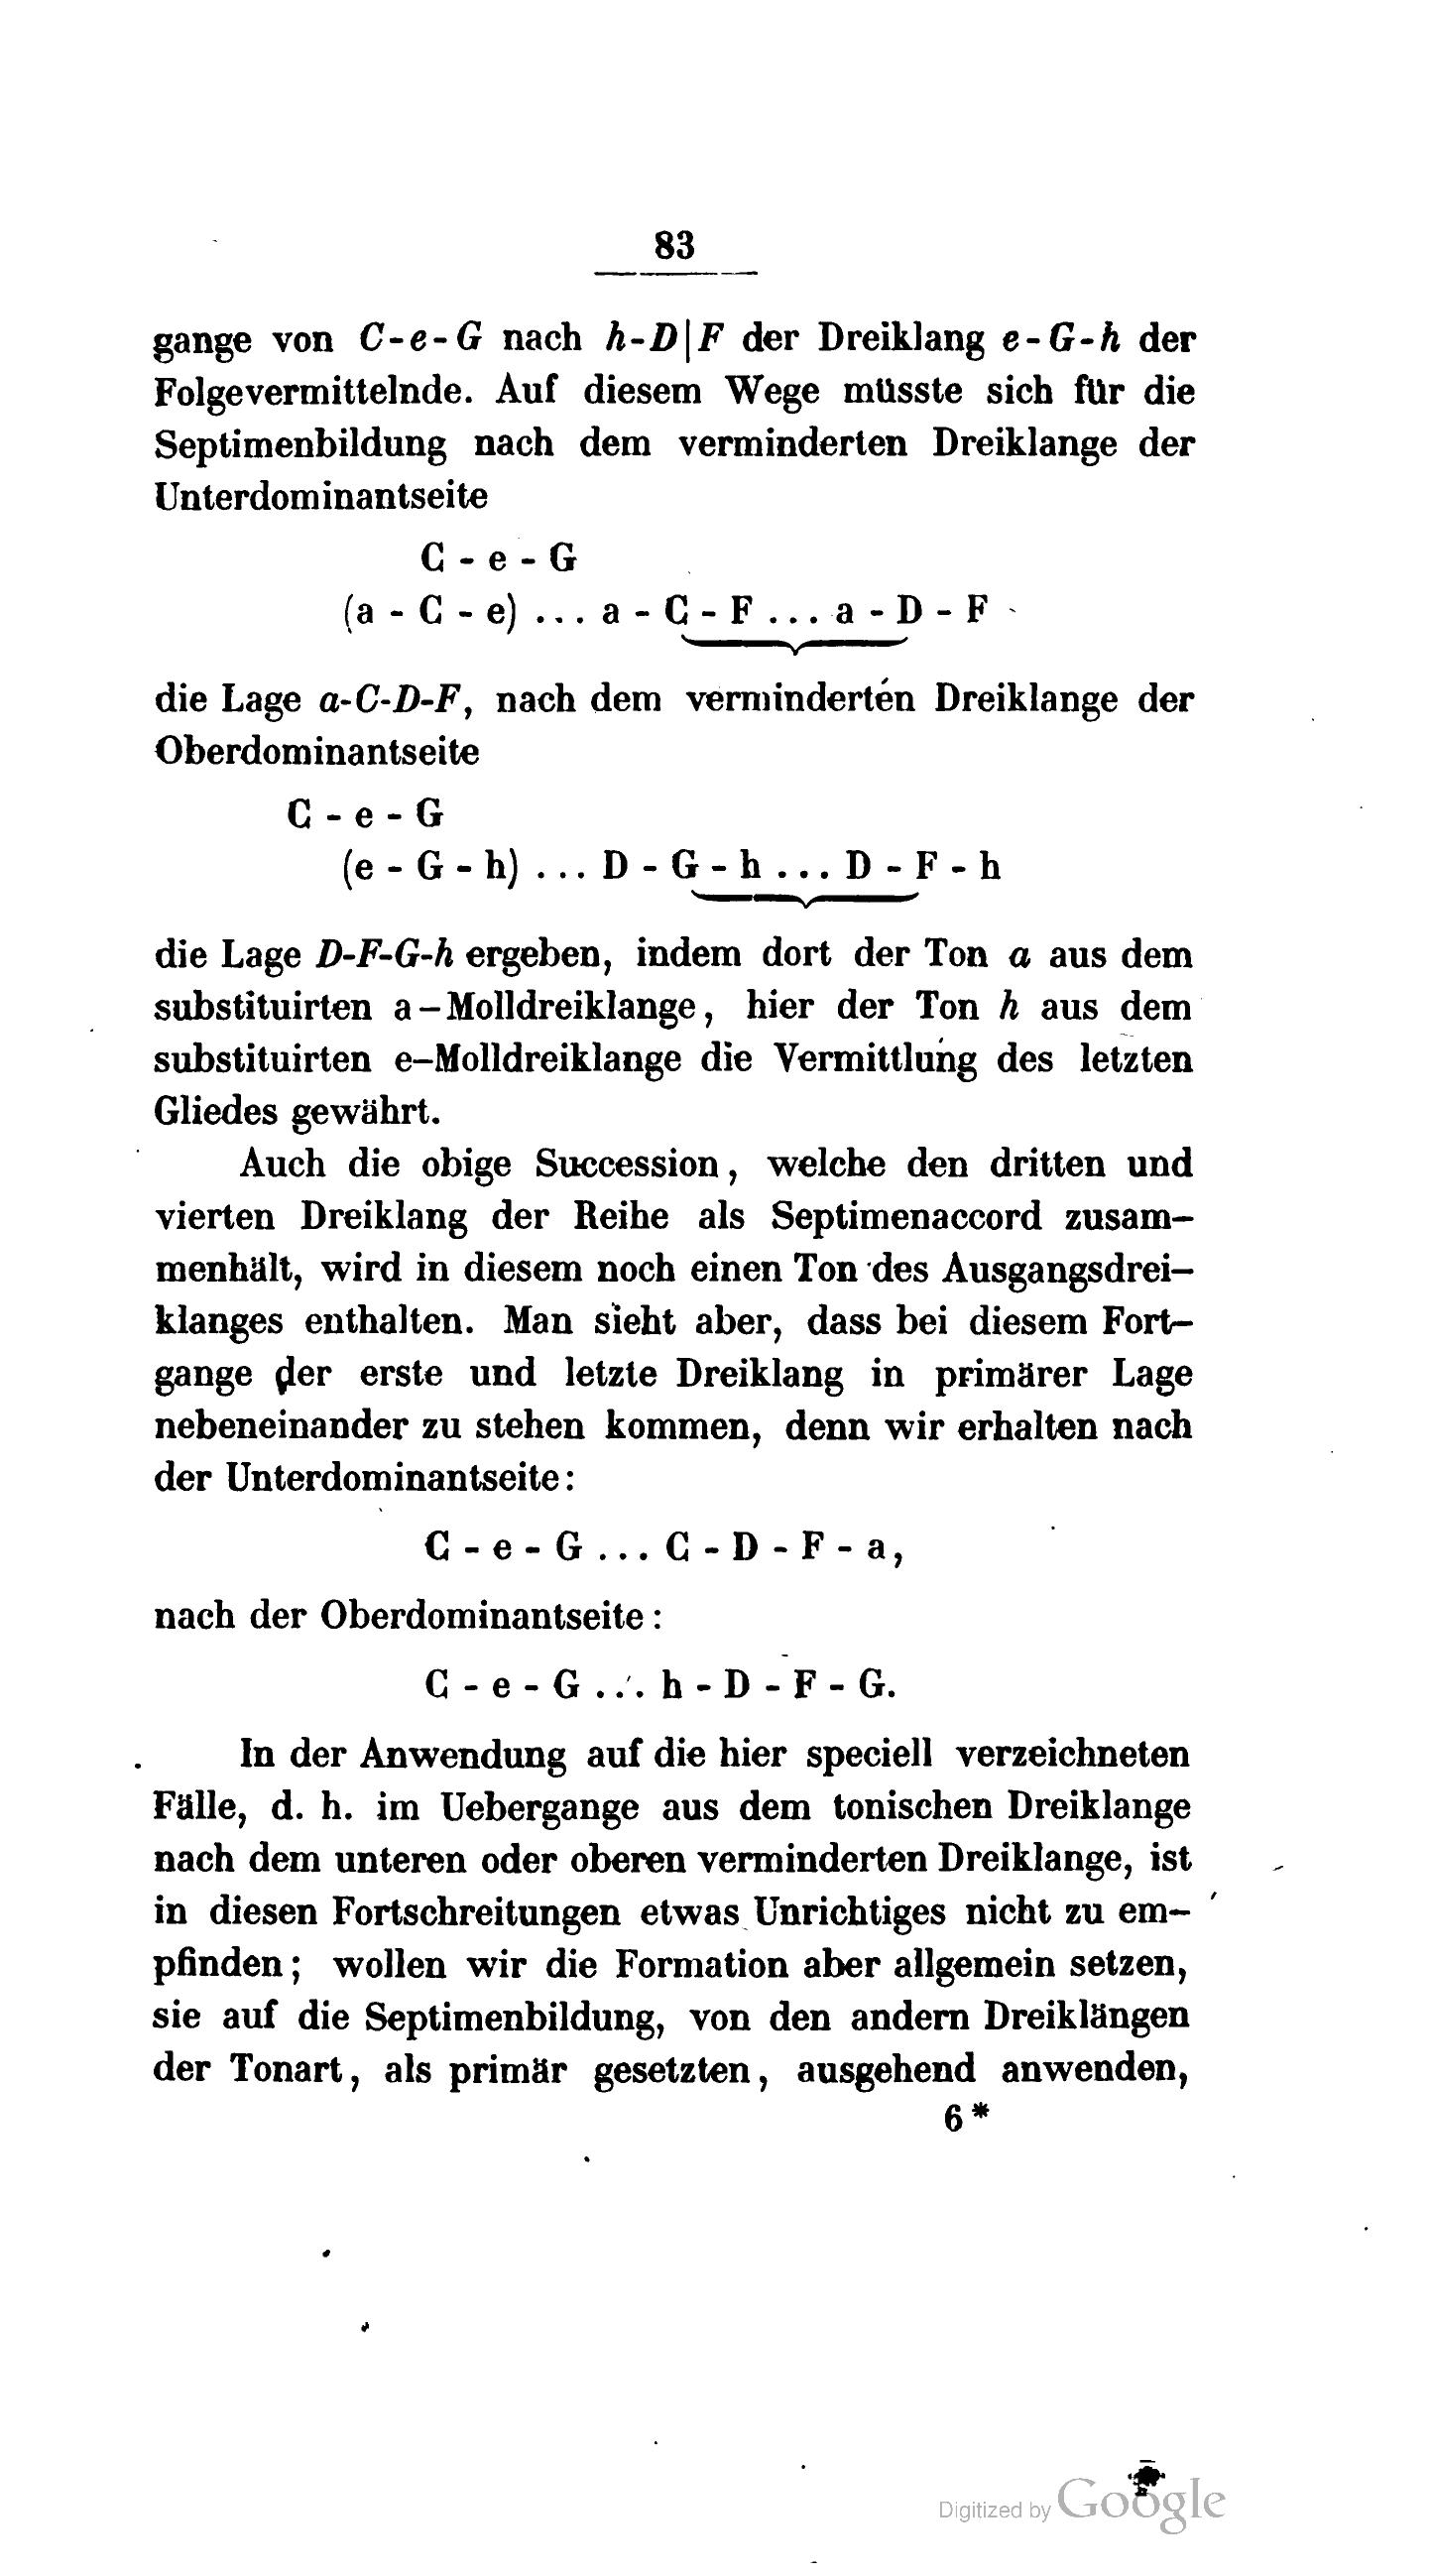 83
gange von C-e-G nach h-D|F der Dreiklang e-G-h der
Folgevermittelnde. Auf diesem Wege müsste sich für die
Septimenbildung nach dem verminderten Dreiklange der
Unterdominantseite
C - e - G
(a - C - e) ... a - C - F ... a - D - F
die Lage a-C-D-F, nach dem verminderten Dreiklange der
Oberdominantseite
C - e - G
(e - G - h) ... D - G - h ... D - F - h
die Lage D-F-G-h ergeben, indem dort der Ton a aus dem
substituirten a-Molldreiklange, hier der Ton h aus dem
substituirten e-Molldreiklange die Vermittlung des letzten
Gliedes gewährt.
Auch die obige Succession, welche den dritten und
vierten Dreiklang der Reihe als Septimenaccord zusam-
menhält, wird in diesem noch einen Ton des Ausgangsdrei-
klanges enthalten. Man sieht aber, dass bei diesem Fort-
gange der erste und letzte Dreiklang in primärer Lage
nebeneinander zu stehen kommen, denn wir erhalten nach
der Unterdominantseite:
C - e - G ... C - D - F - a,
nach der Oberdominantseite:
C - e - G ... h - D - F - G.
In der Anwendung auf die hier speciell verzeichneten
Fälle, d. h. im Uebergange aus dem tonischen Dreiklange
nach dem unteren oder oberen verminderten Dreiklange, ist
in diesen Fortschreitungen etwas Unrichtiges nicht zu em-
pfinden; wollen wir die Formation aber allgemein setzen,
sie auf die Septimenbildung, von den andern Dreiklängen
der Tonart, als primär gesetzten, ausgehend anwenden,
6*
Digitized by Google